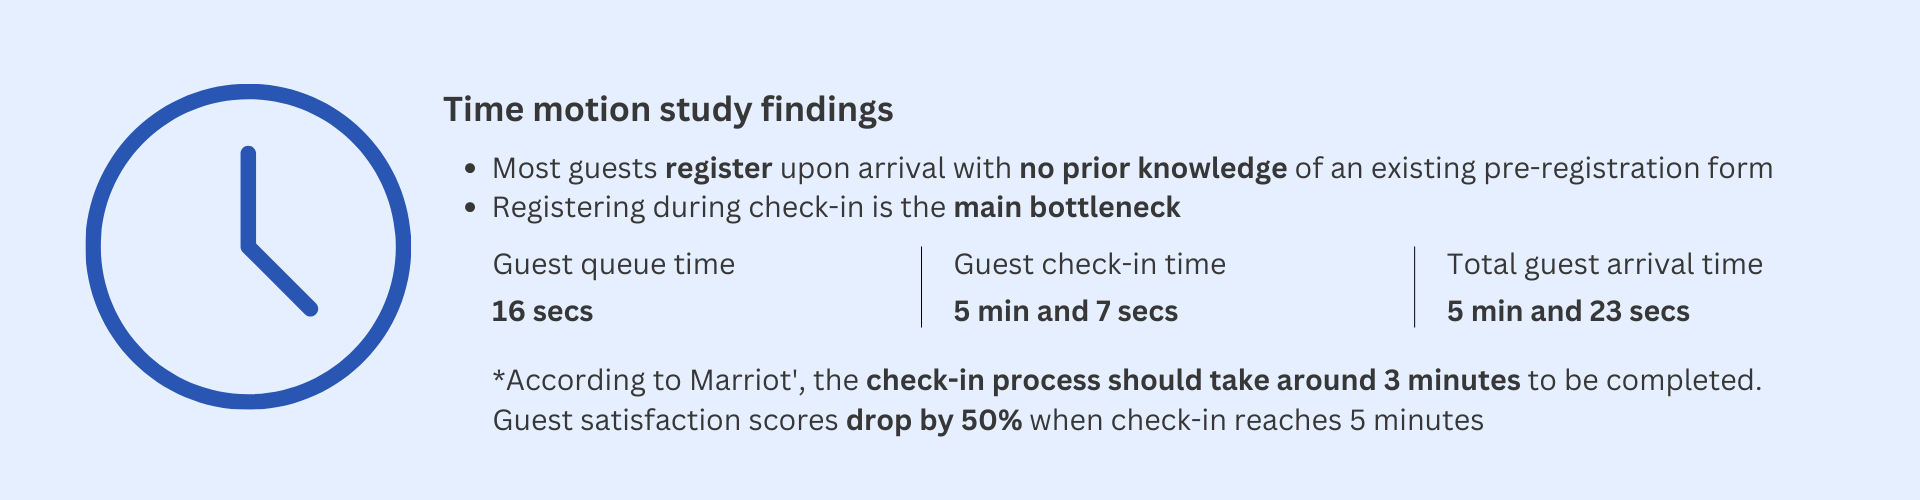 Time motion study findings
• Most guests register upon arrival with no prior knowledge of an existing pre-registration form
• Registering during check-in is the main bottleneck
Guest queue time
16 secs
Guest check-in time
5 min and 7 secs
Total guest arrival time
5 min and 23 secs
*According to Marriot', the check-in process should take around 3 minutes to be completed.
Guest satisfaction scores drop by 50% when check-in reaches 5 minutes